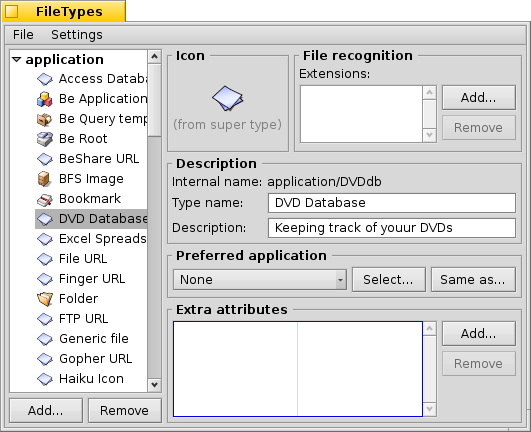 FileTypes
File Settings
application
Access Databa
Be Application
Be Query temp
Be Root
BeShare URL
BFS Image
Bookmark
DVD Database
Excel Spreads
File URL
Finger URL
Folder
FTP URL
Generic file
Gopher URL
Haiku Icon
Add... Remove
Icon
(from super type)
File recognition
Extensions:
Add...
Remove
Description
Internal name: application/DVDdb
Type name: DVD Database
Description: Keeping track of youur DVDs
Preferred application
None Select... Same as...
Extra attributes
Add...
Remove